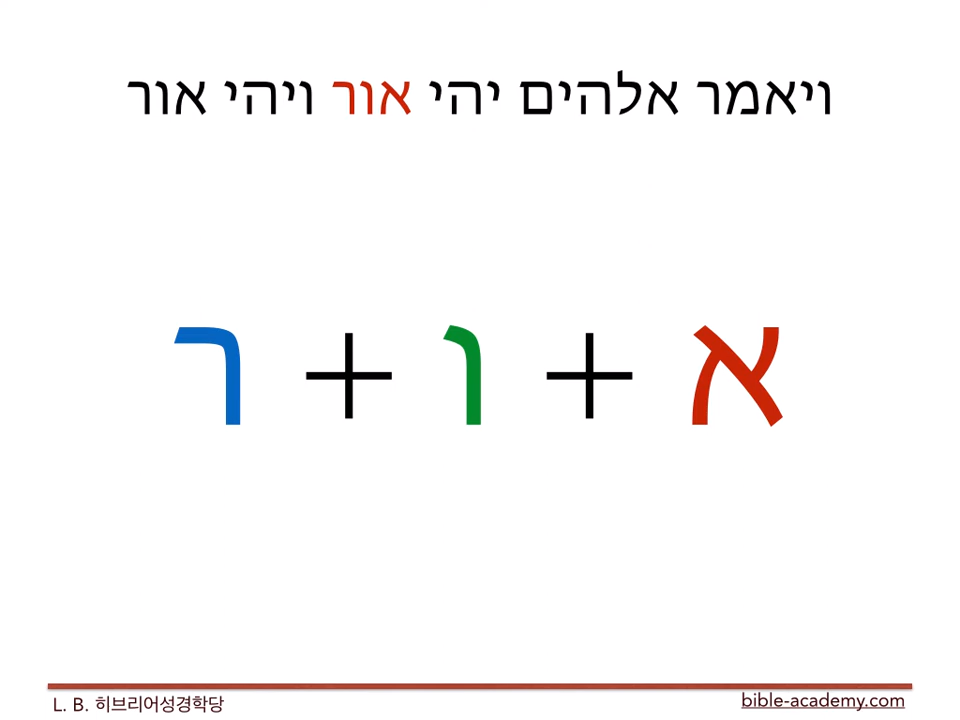 ויאמר אלהים יהי אור ויהי אור
א + ו + ר
L. B. 히브리어성경학당
bible-academy.com